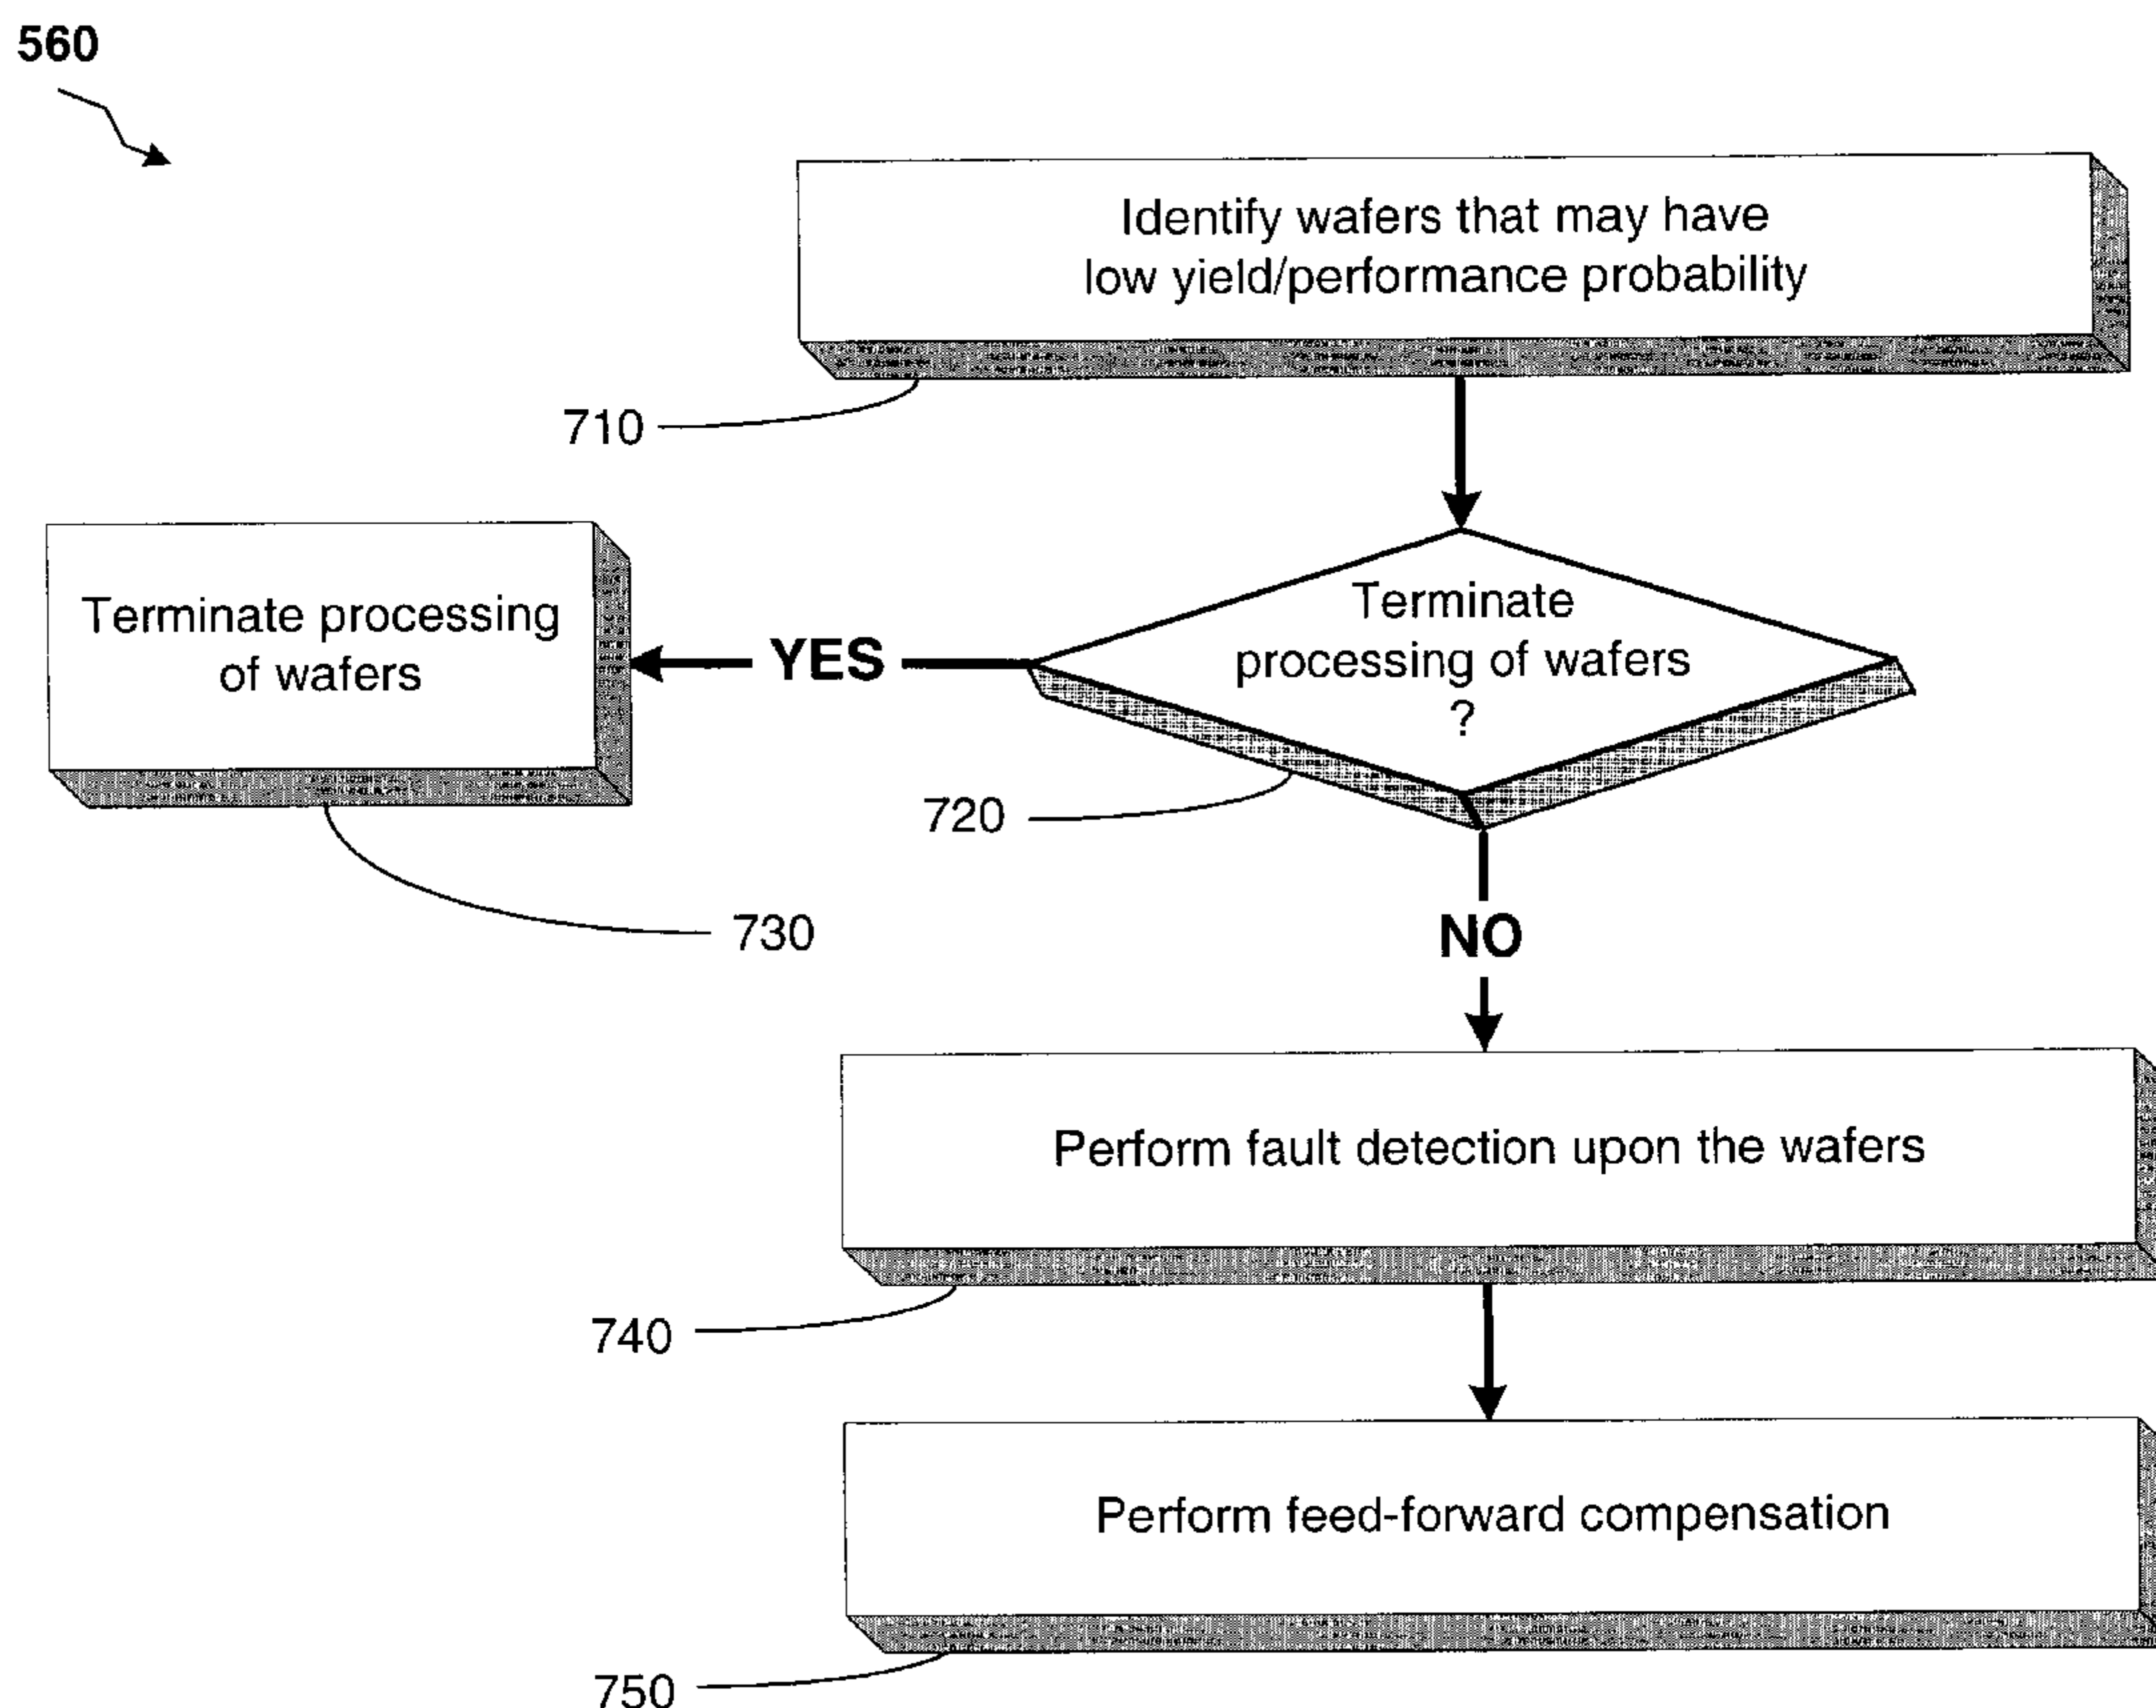 560
Identify wafers that may have
low yield/performance probability
710
Terminate
processing of wafers
?
YES
Terminate processing
of wafers
720
730
NO
Perform fault detection upon the wafers
740
Perform feed-forward compensation
750